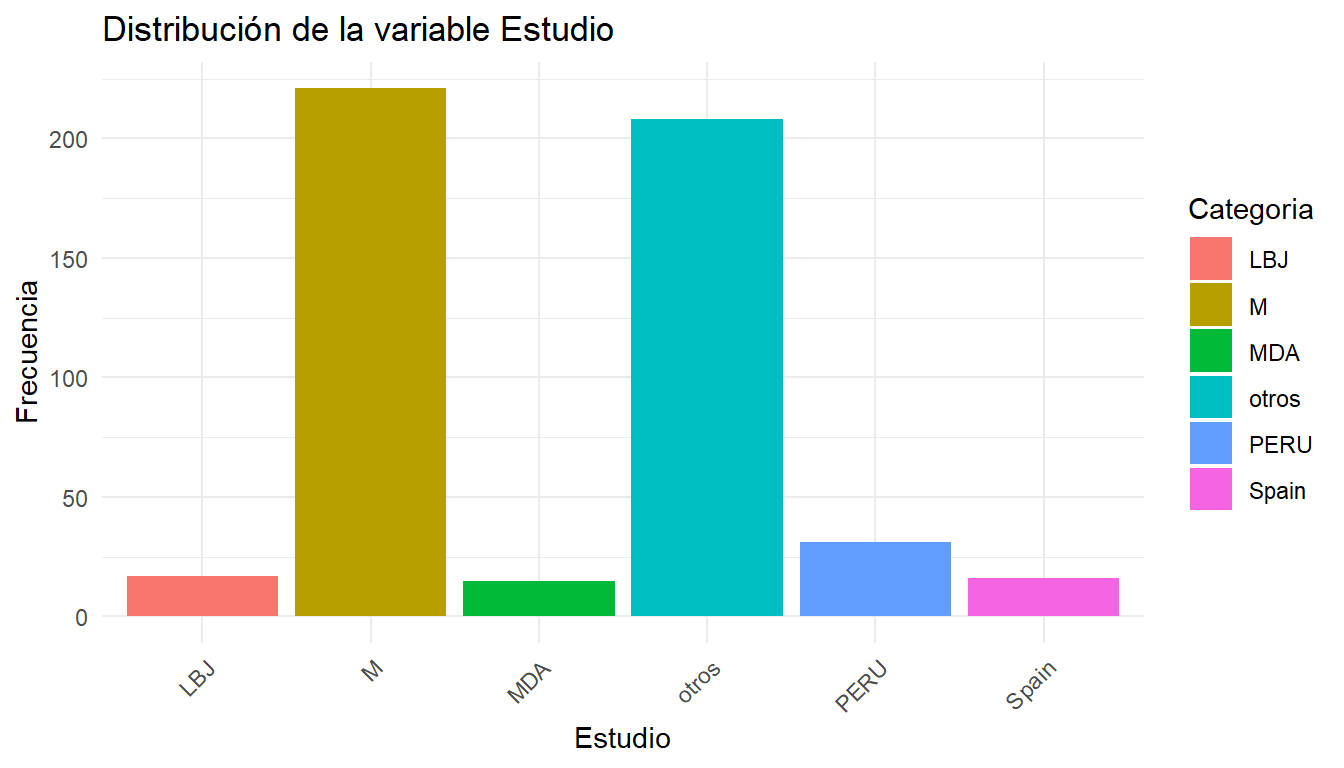 Distribución de la variable Estudio
Frecuencia
200
150
100
50
0
LBJ
M
MDA
otros
PERU
Spain
Estudio
Categoria
LBJ
M
MDA
otros
PERU
Spain